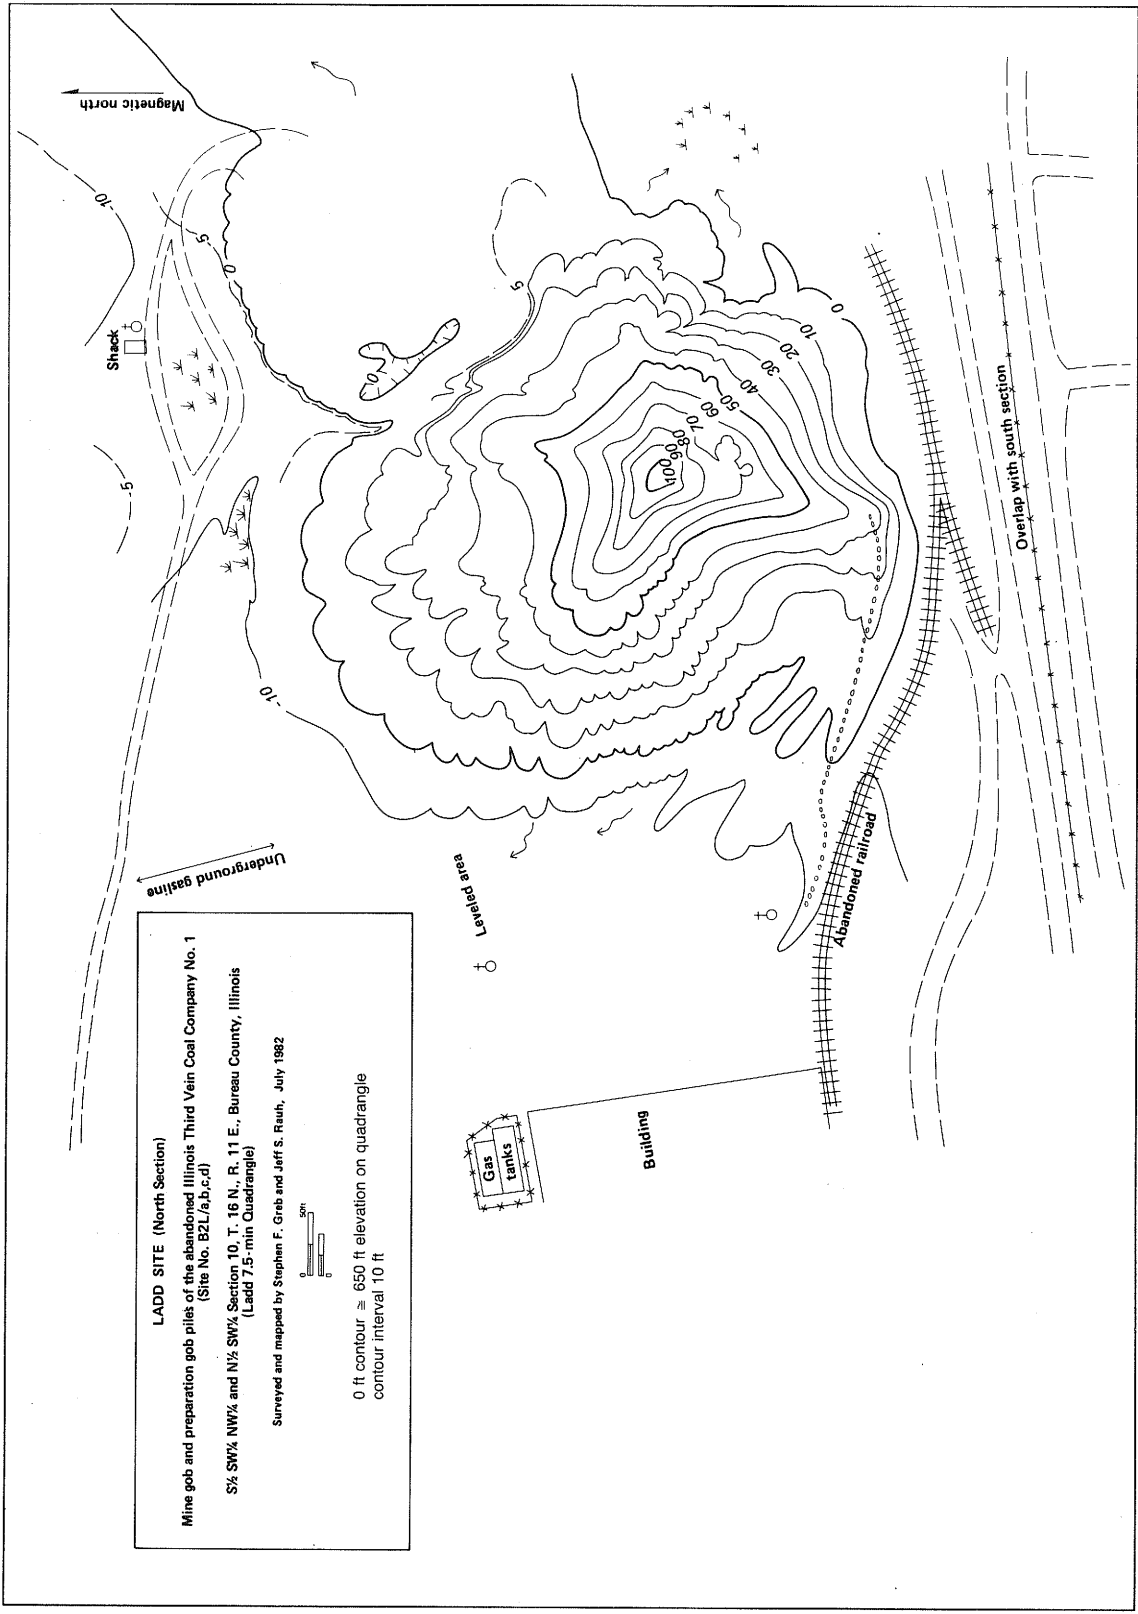 LADD SITE (North Section)
Mine gob and preparation gob piles of the abandoned Illinois Third Vein Coal Company No. 1
(Site No. B2L/a,b,c,d)
S½ SW¼ NW¼ and N½ SW¼ Section 10, T. 16 N., R. 11 E., Bureau County, Illinois
(Ladd 7.5-min Quadrangle)
Surveyed and mapped by Stephen F. Greb and Jeff S. Rauh, July 1982
0
50ft
0
0 ft contour ≅ 650 ft elevation on quadrangle
contour interval 10 ft
Underground gasline
Magnetic north
Shack
-10
-5
-5
0
-10
0
5
Leveled area
Gas
tanks
Building
Abandoned railroad
Overlap with south section
100
90
80
70
60
50
40
30
20
10
0